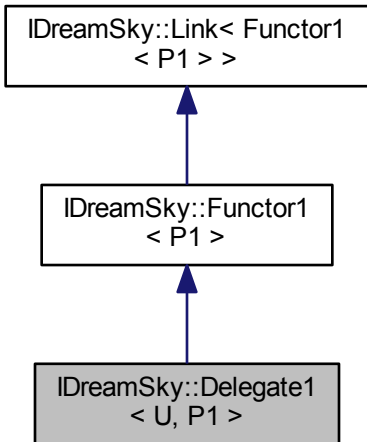 IDreamSky::Link< Functor1
< P1 > >
IDreamSky::Functor1
< P1 >
IDreamSky::Delegate1
< U, P1 >